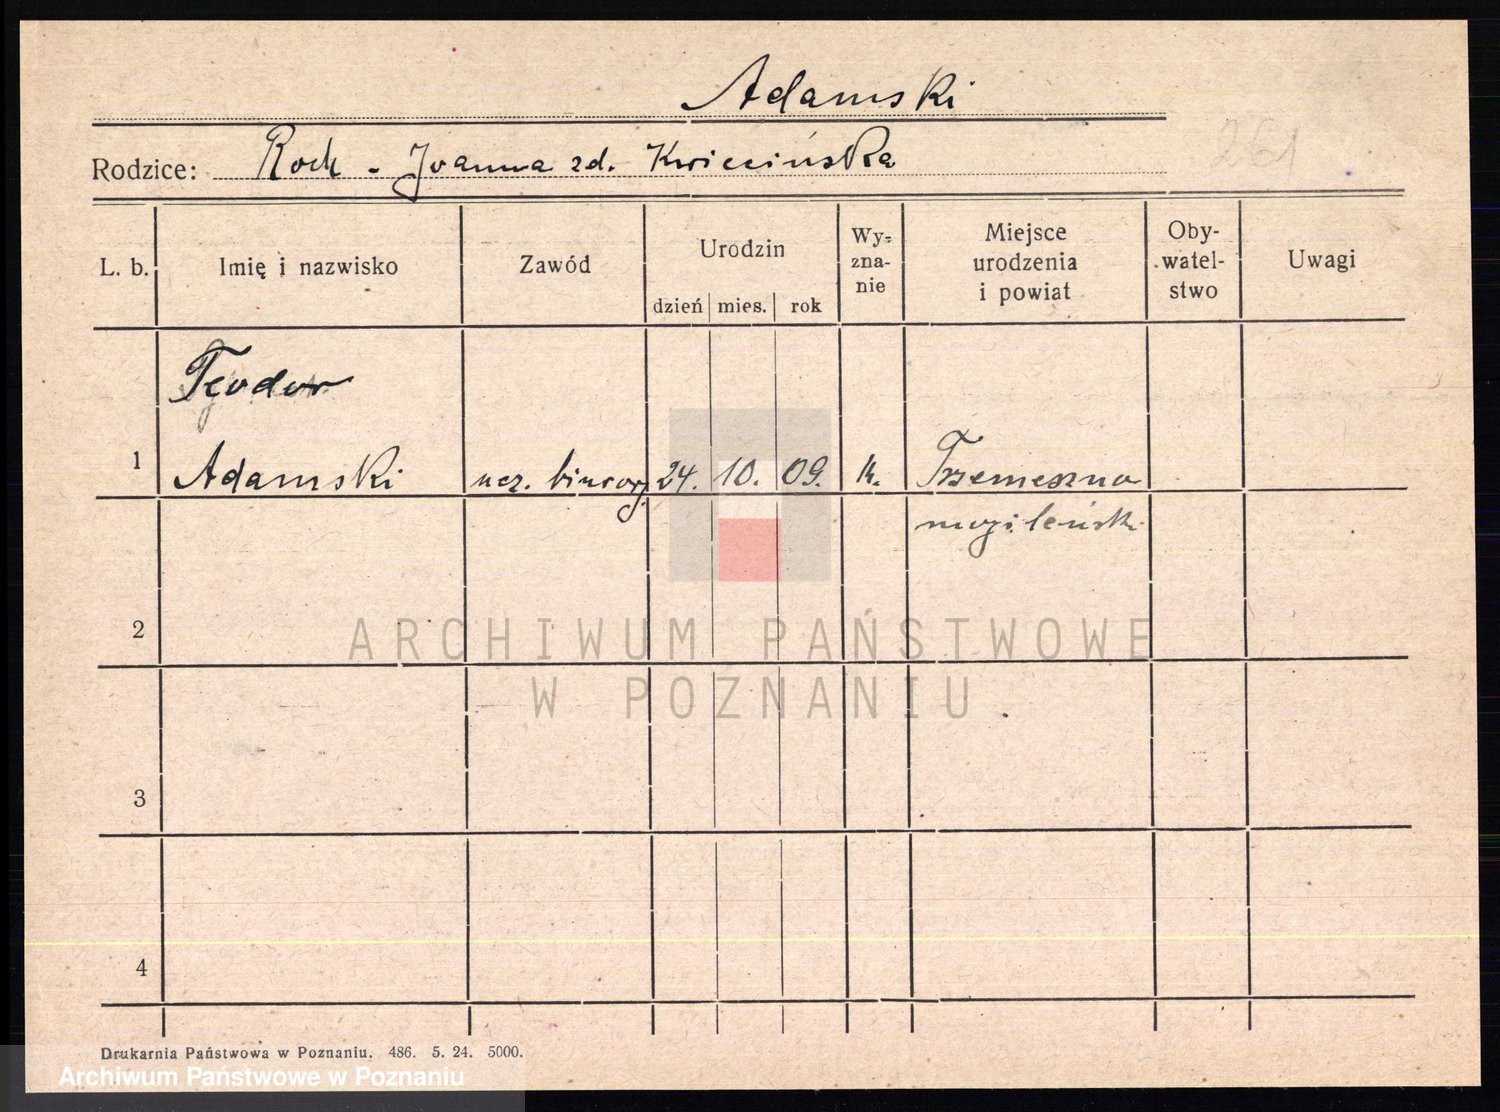 Adamski
261
Rodzice: Roch - Joanna zd. Kwiecińska
L. b. Imię i nazwisko Zawód Urodzin dzień mies. rok Wy-zna-nie Miejsce urodzenia i powiat Oby-watel-stwo Uwagi
Teodor
1 Adamski ucz. biurowy 24. 10. 09. k. Trzemeszno
mogileńsk.
2
ARCHIWUM PAŃSTWOWE
W POZNANIU
3
4
Drukarnia Państwowa w Poznaniu. 486. 5. 24. 5000.
Archiwum Państwowe w Poznaniu